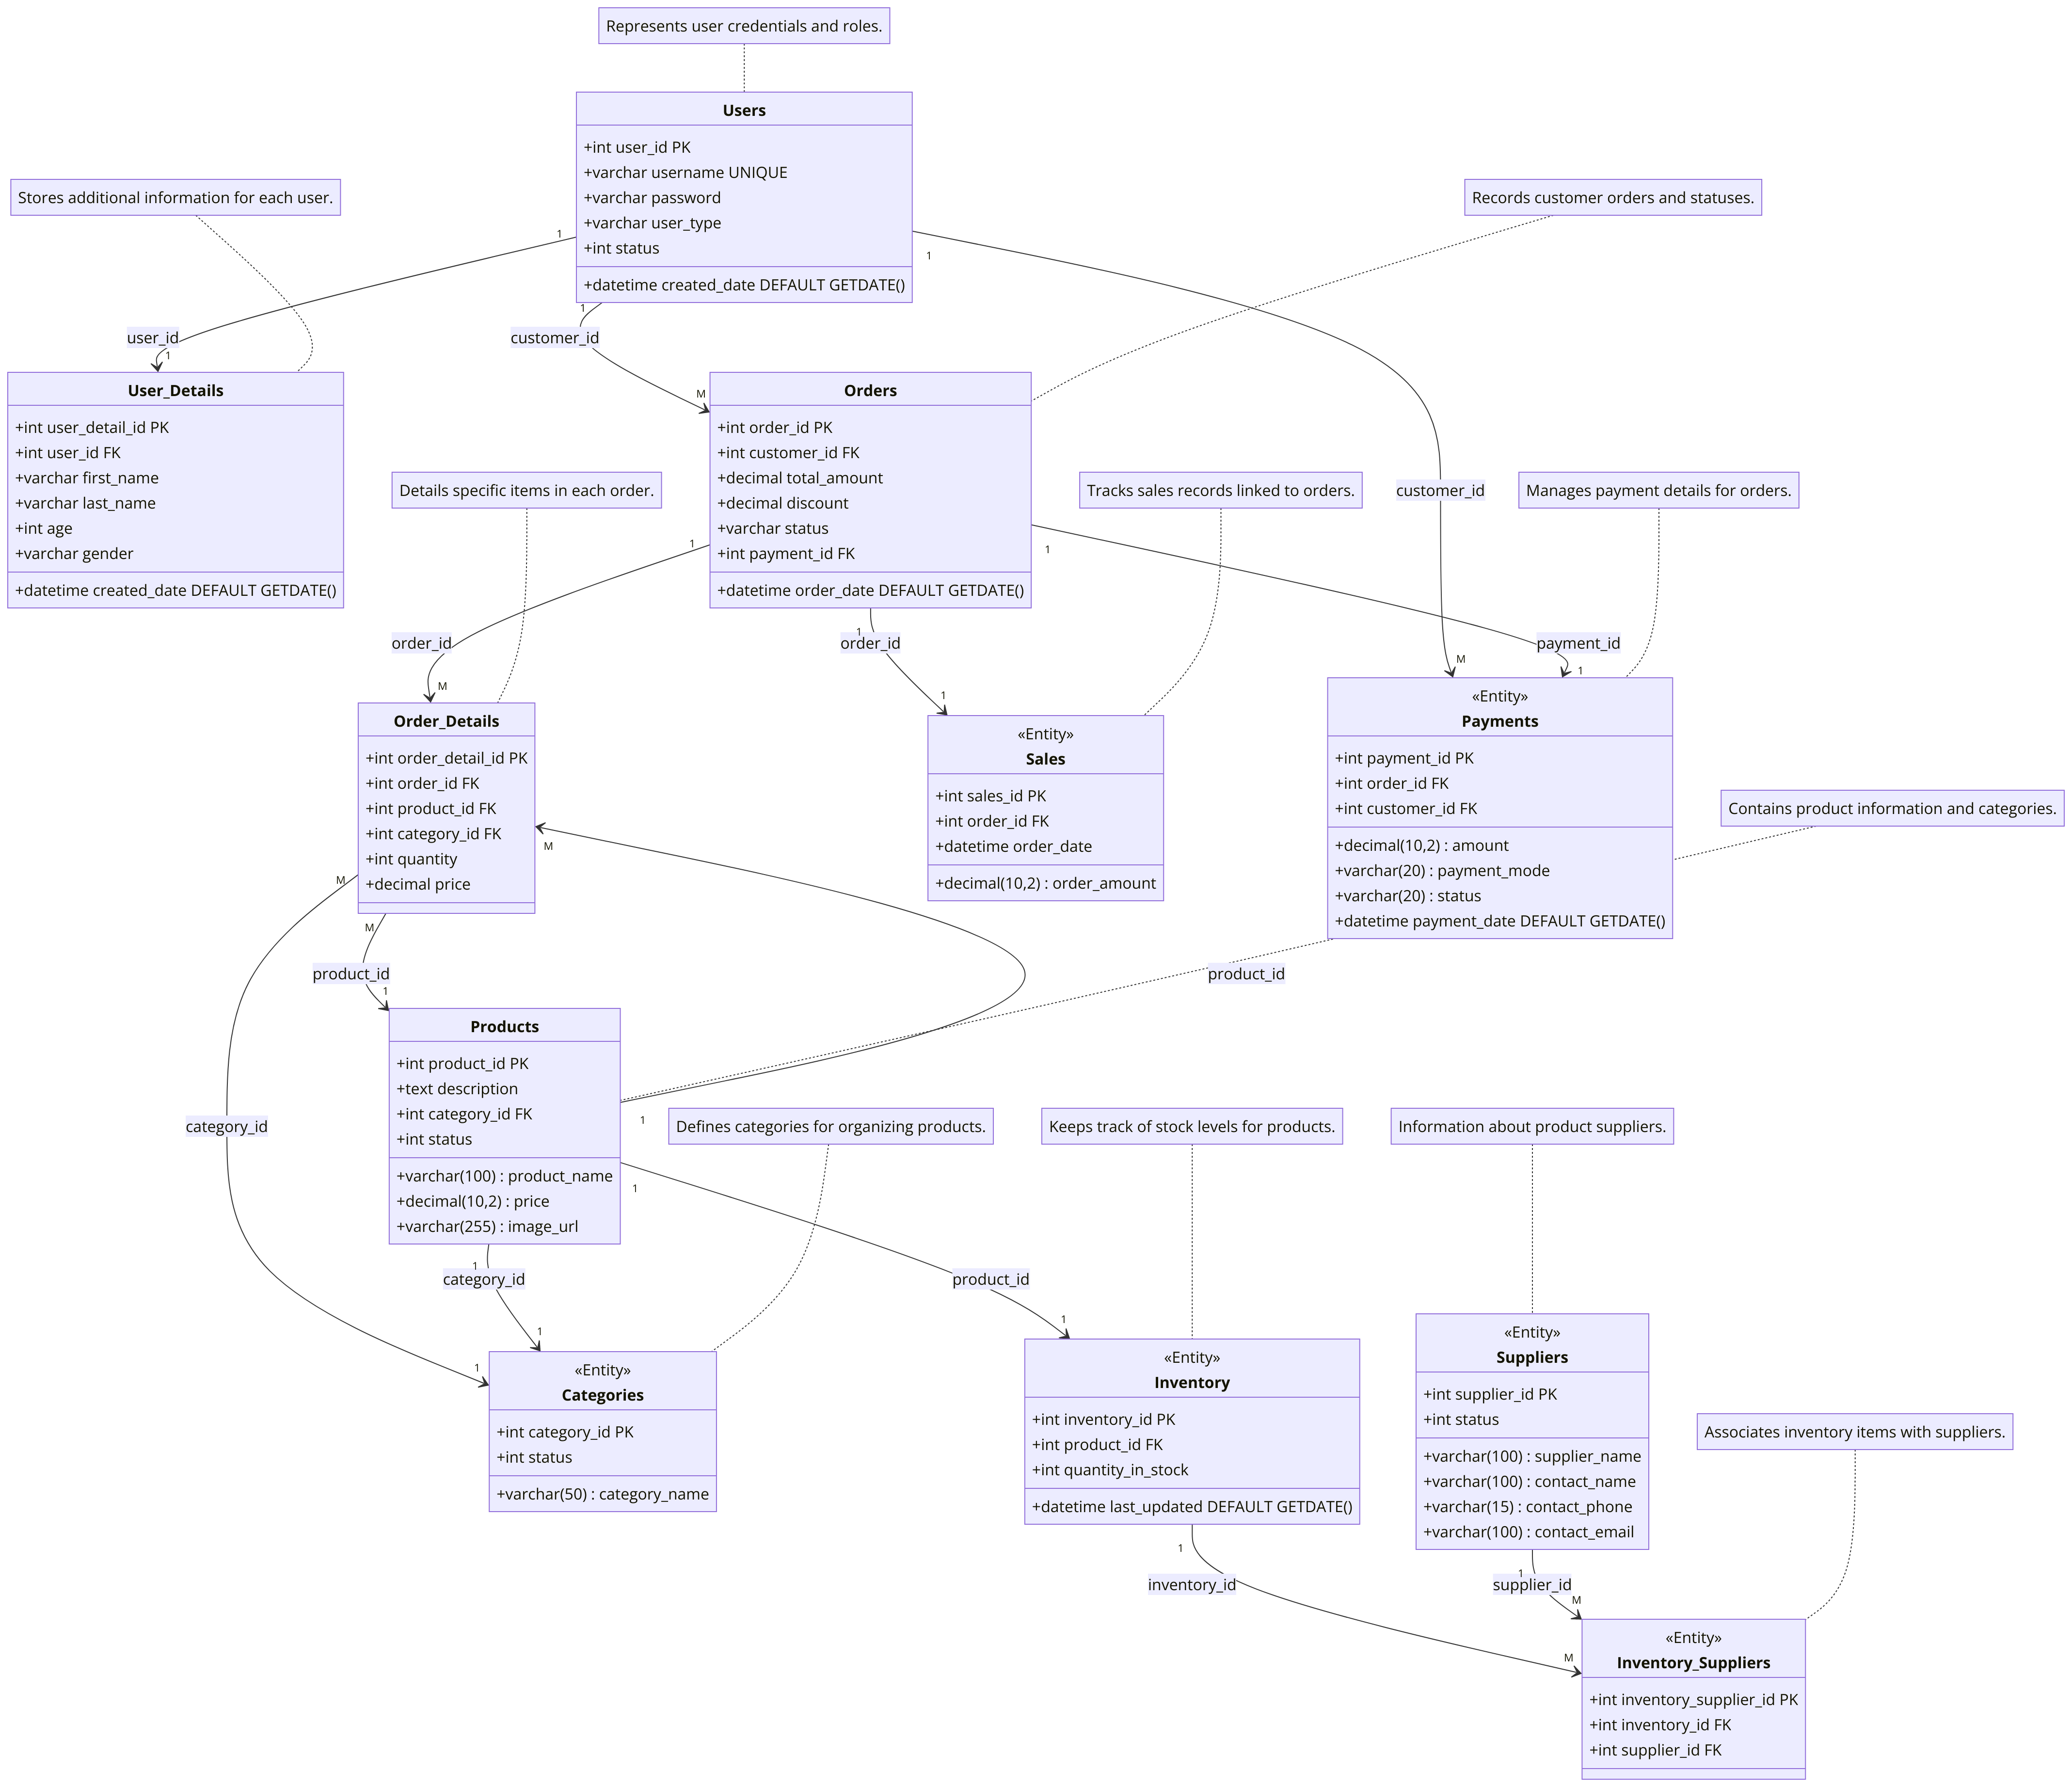 Represents user credentials and roles.
Users
+int user_id PK
+varchar username UNIQUE
+varchar password
+varchar user_type
+int status
+datetime created_date DEFAULT GETDATE()
Stores additional information for each user.
Records customer orders and statuses.
1
1
1
user_id
1
customer_id
M
User_Details
+int user_detail_id PK
+int user_id FK
+varchar first_name
+varchar last_name
+int age
+varchar gender
+datetime created_date DEFAULT GETDATE()
Orders
+int order_id PK
+int customer_id FK
+decimal total_amount
+decimal discount
+varchar status
+int payment_id FK
+datetime order_date DEFAULT GETDATE()
Details specific items in each order.
Tracks sales records linked to orders.
customer_id
Manages payment details for orders.
1
1
order_id
M
1
order_id
1
M
payment_id
1
Order_Details
+int order_detail_id PK
+int order_id FK
+int product_id FK
+int category_id FK
+int quantity
+decimal price
«Entity»
Sales
+int sales_id PK
+int order_id FK
+datetime order_date
+decimal(10,2) : order_amount
«Entity»
Payments
+int payment_id PK
+int order_id FK
+int customer_id FK
+decimal(10,2) : amount
+varchar(20) : payment_mode
+varchar(20) : status
+datetime payment_date DEFAULT GETDATE()
Contains product information and categories.
M
M
M
product_id
1
product_id
Products
+int product_id PK
+text description
+int category_id FK
+int status
+varchar(100) : product_name
+decimal(10,2) : price
+varchar(255) : image_url
1
category_id
Defines categories for organizing products.
Keeps track of stock levels for products.
Information about product suppliers.
1
1
category_id
1
product_id
1
1
«Entity»
Categories
+int category_id PK
+int status
+varchar(50) : category_name
«Entity»
Inventory
+int inventory_id PK
+int product_id FK
+int quantity_in_stock
+datetime last_updated DEFAULT GETDATE()
«Entity»
Suppliers
+int supplier_id PK
+int status
+varchar(100) : supplier_name
+varchar(100) : contact_name
+varchar(15) : contact_phone
+varchar(100) : contact_email
Associates inventory items with suppliers.
1
inventory_id
M
1
supplier_id
M
«Entity»
Inventory_Suppliers
+int inventory_supplier_id PK
+int inventory_id FK
+int supplier_id FK